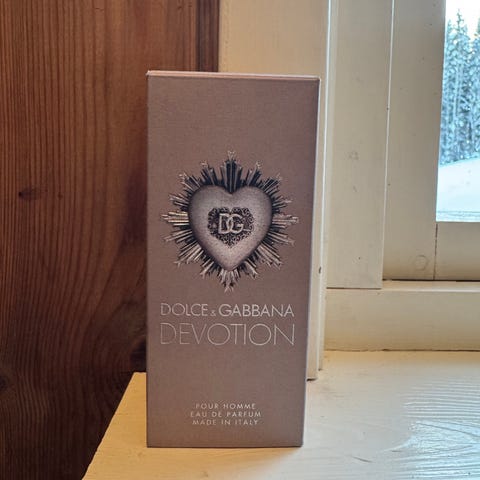 DG
DOLCE & GABBANA
DEVOTION
POUR HOMME
EAU DE PARFUM
MADE IN ITALY